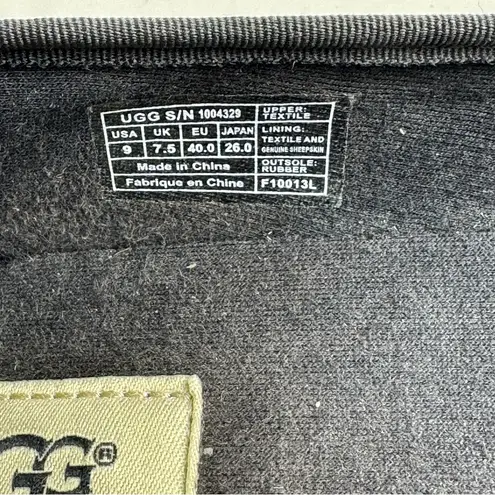 UGG S/N 1004329
USA UK EU JAPAN
9 7.5 40.0 26.0
Made in China
Fabrique en Chine
UPPER:
TEXTILE
LINING:
TEXTILE AND
GENUINE SHEEPSKIN
OUTSOLE:
RUBBER
F10013L
GG®